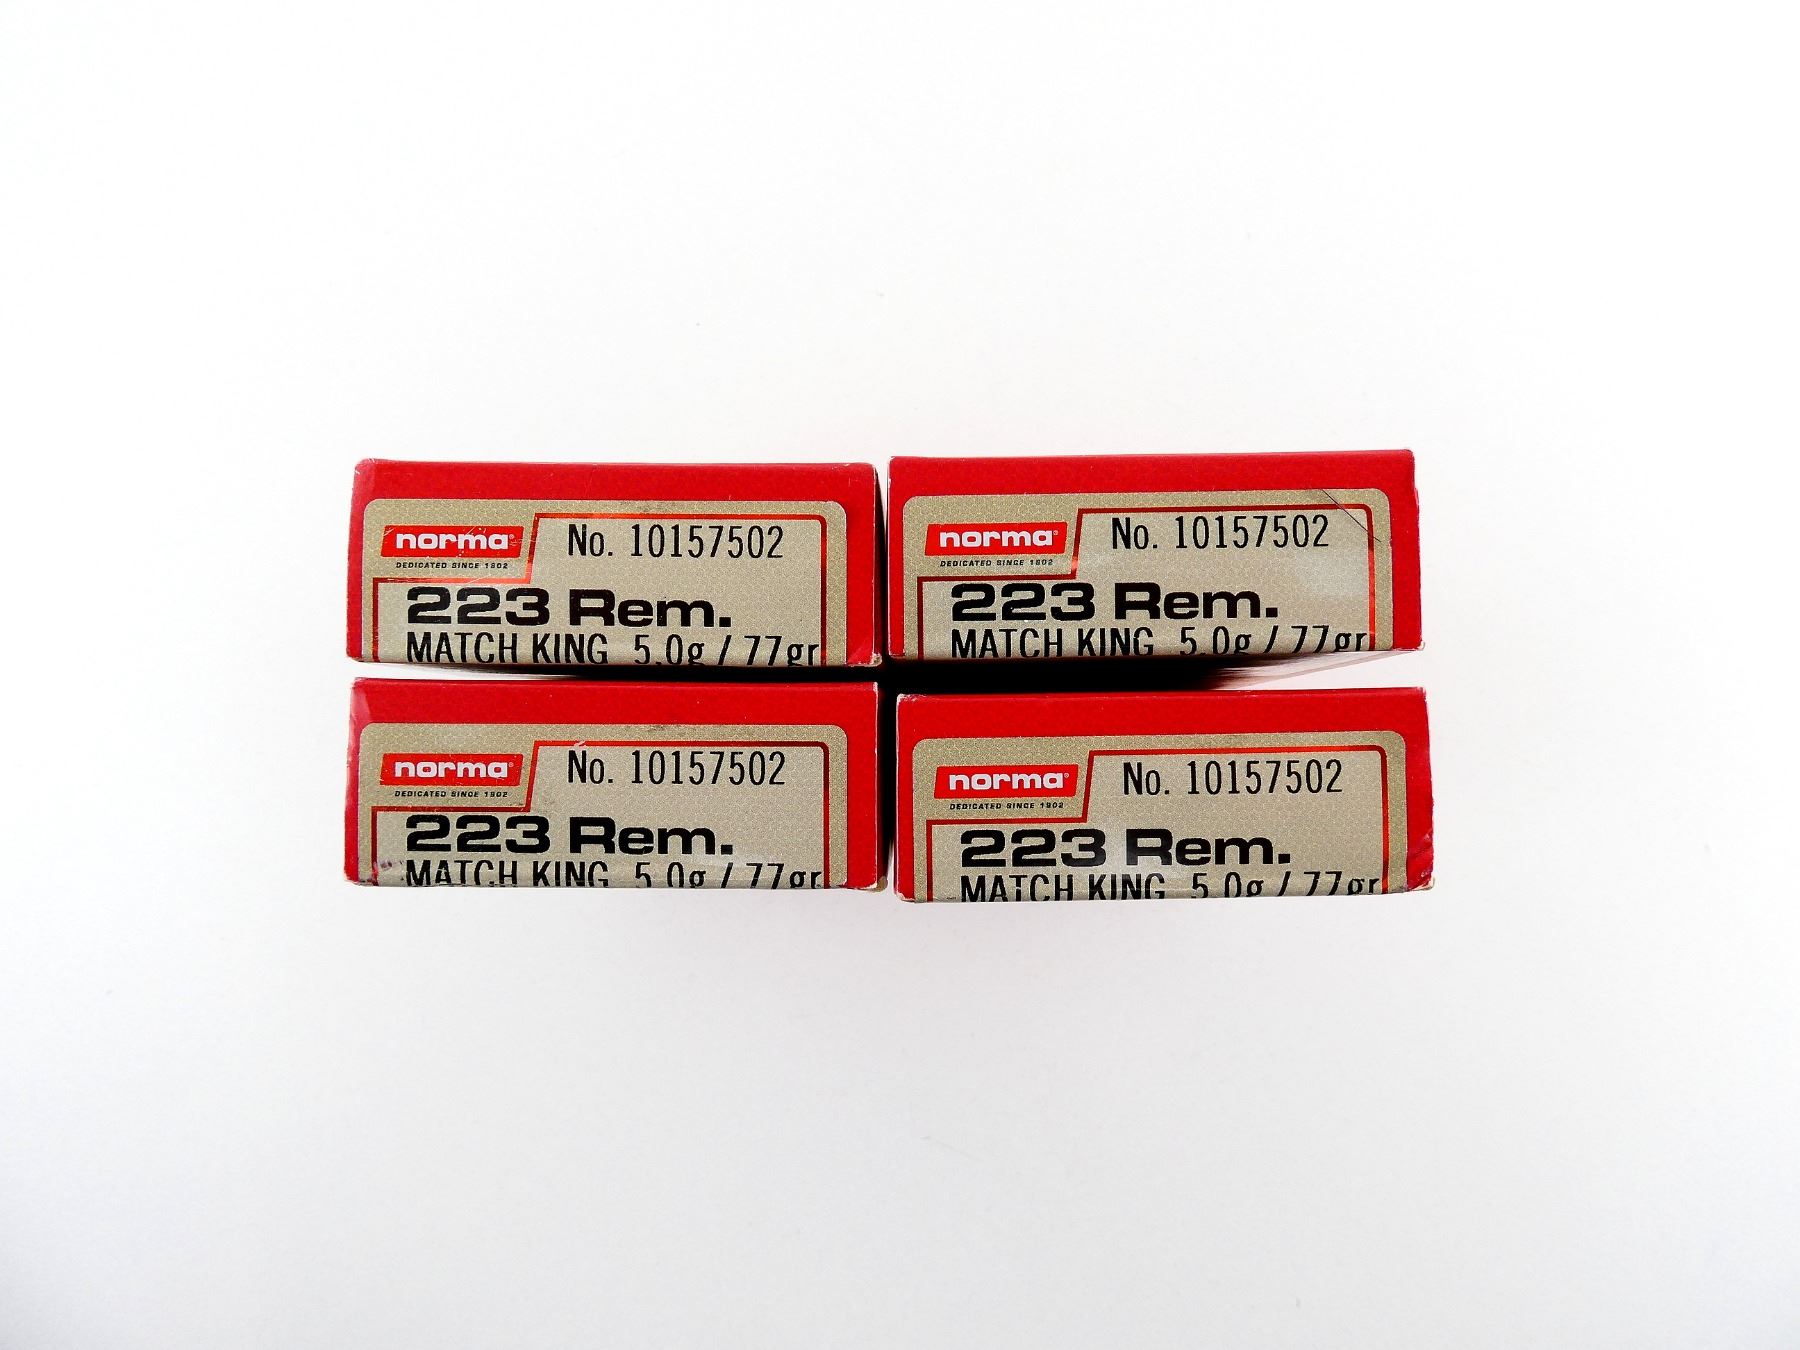 norma®
No. 10157502
DEDICATED SINCE 1902
223 Rem.
MATCH KING 5.0g / 77gr
norma®
No. 10157502
DEDICATED SINCE 1902
223 Rem.
MATCH KING 5.0g / 77gr
norma®
No. 10157502
DEDICATED SINCE 1902
223 Rem.
MATCH KING 5.0g / 77gr
norma®
No. 10157502
DEDICATED SINCE 1902
223 Rem.
MATCH KING 5.0g / 77gr